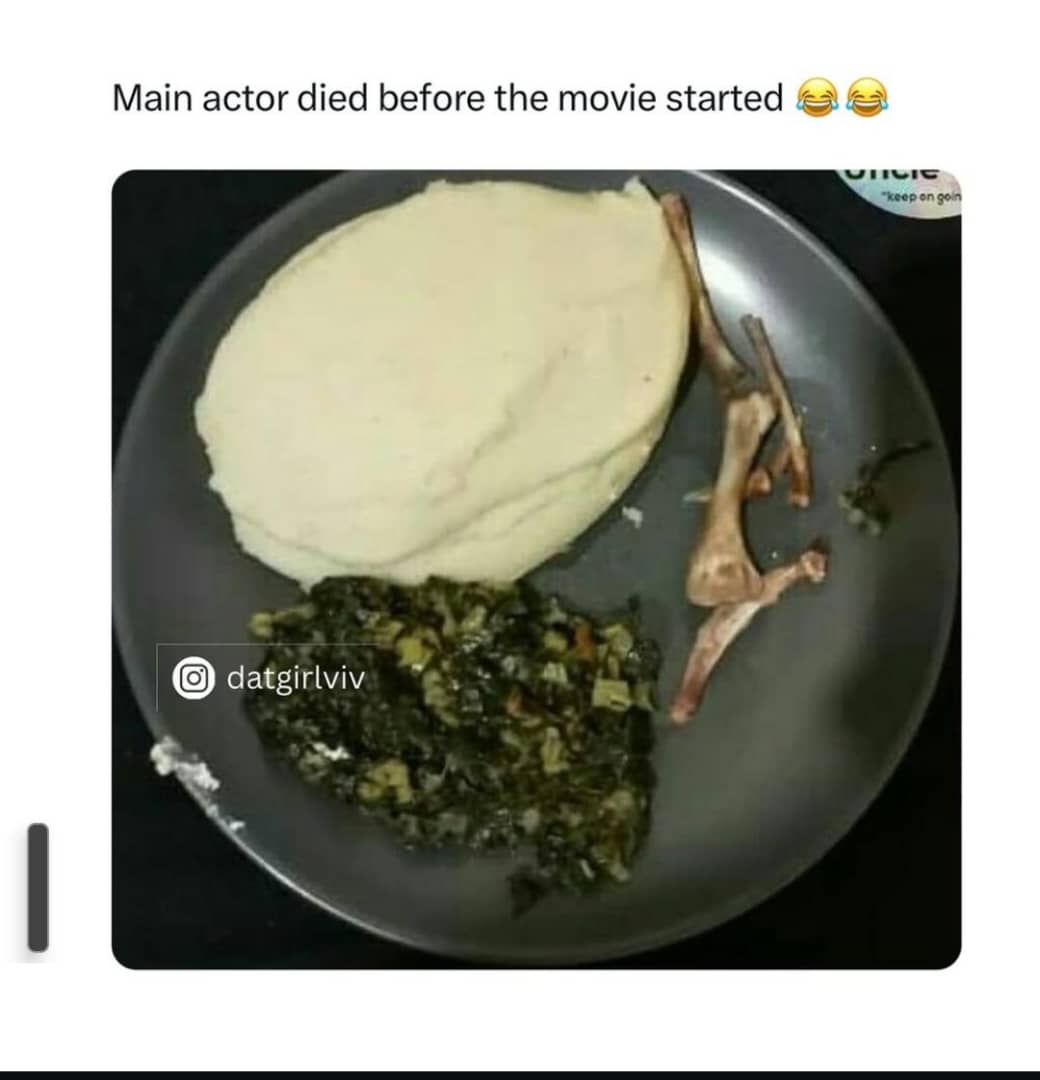 Main actor died before the movie started 😂😂
"keep on goin
datgirlviv